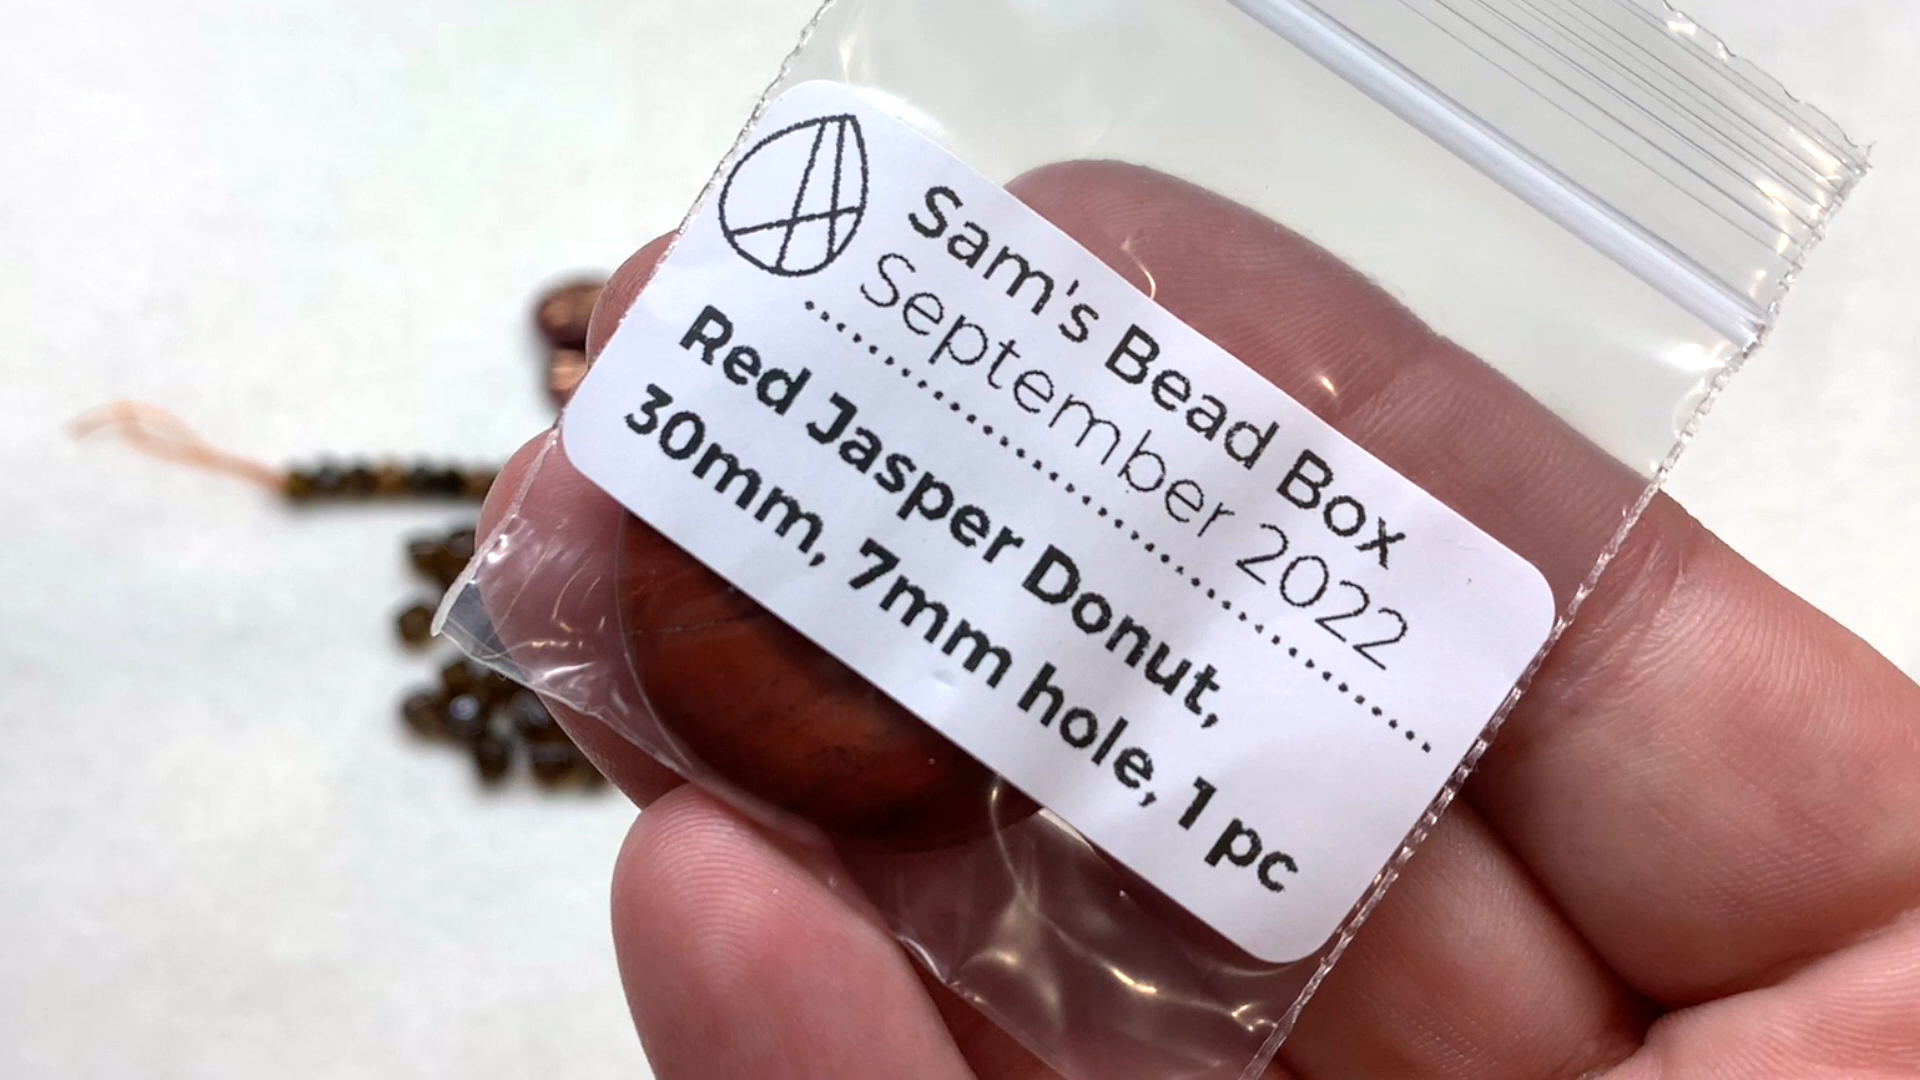 Sam's Bead Box
September 2022
Red Jasper Donut,
30mm, 7mm hole, 1 pc